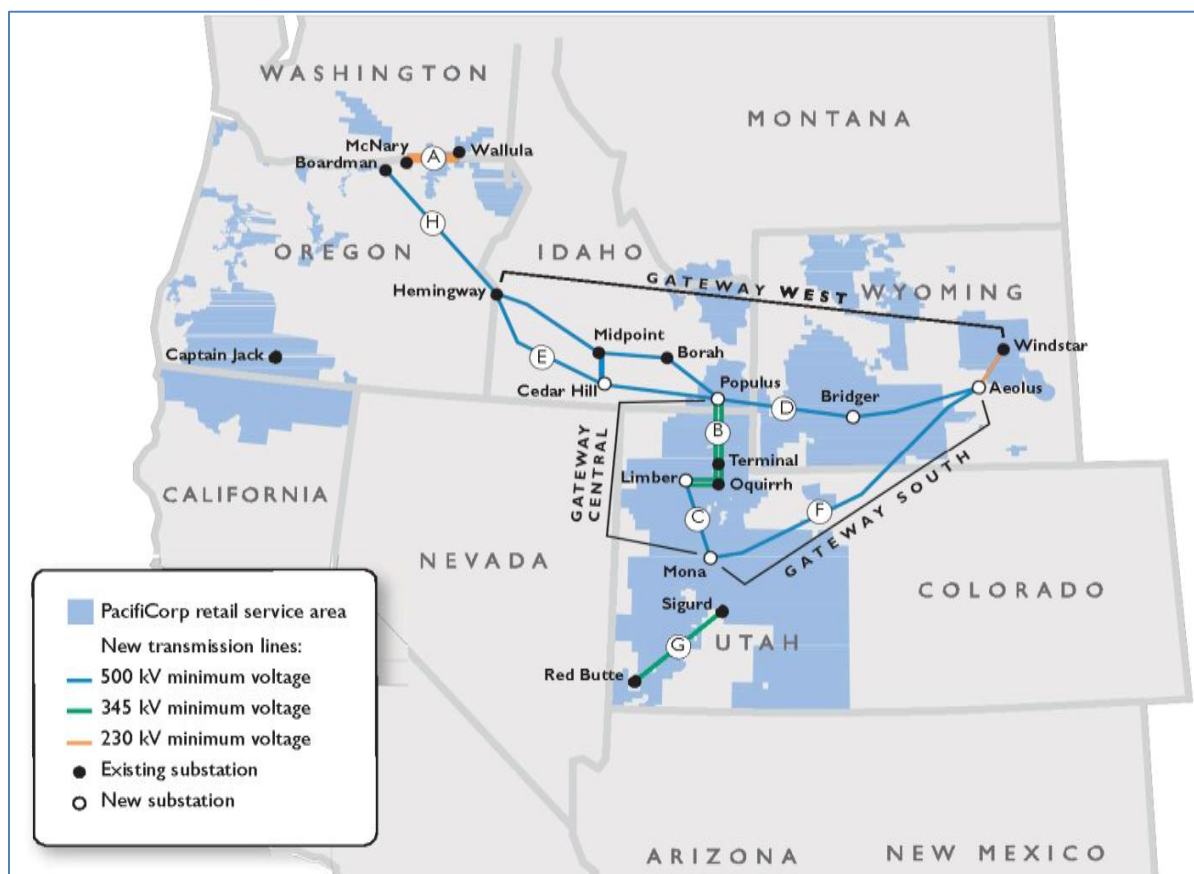 WASHINGTON
MONTANA
McNary
A
Wallula
Boardman
H
OREGON
IDAHO
GATEWAY WEST
WYOMING
Hemingway
Midpoint
Borah
Windstar
Captain Jack
E
Cedar Hill
Populus
D
Bridger
Aeolus
B
GATEWAY
CENTRAL
Terminal
Limber
Oquirrh
CALIFORNIA
C
F
GATEWAY SOUTH
NEVADA
Mona
COLORADO
Sigurd
UTAH
G
Red Butte
PacifiCorp retail service area
New transmission lines:
500 kV minimum voltage
345 kV minimum voltage
230 kV minimum voltage
Existing substation
New substation
ARIZONA
NEW MEXICO